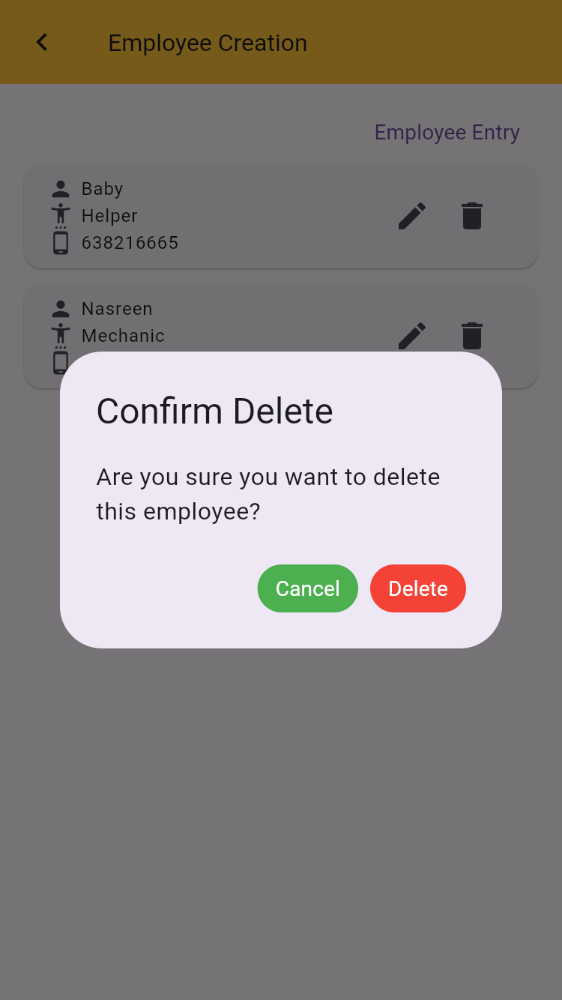 Employee Creation
Employee Entry
Baby
Helper
638216665
Nasreen
Mechanic
Confirm Delete
Are you sure you want to delete
this employee?
Cancel
Delete